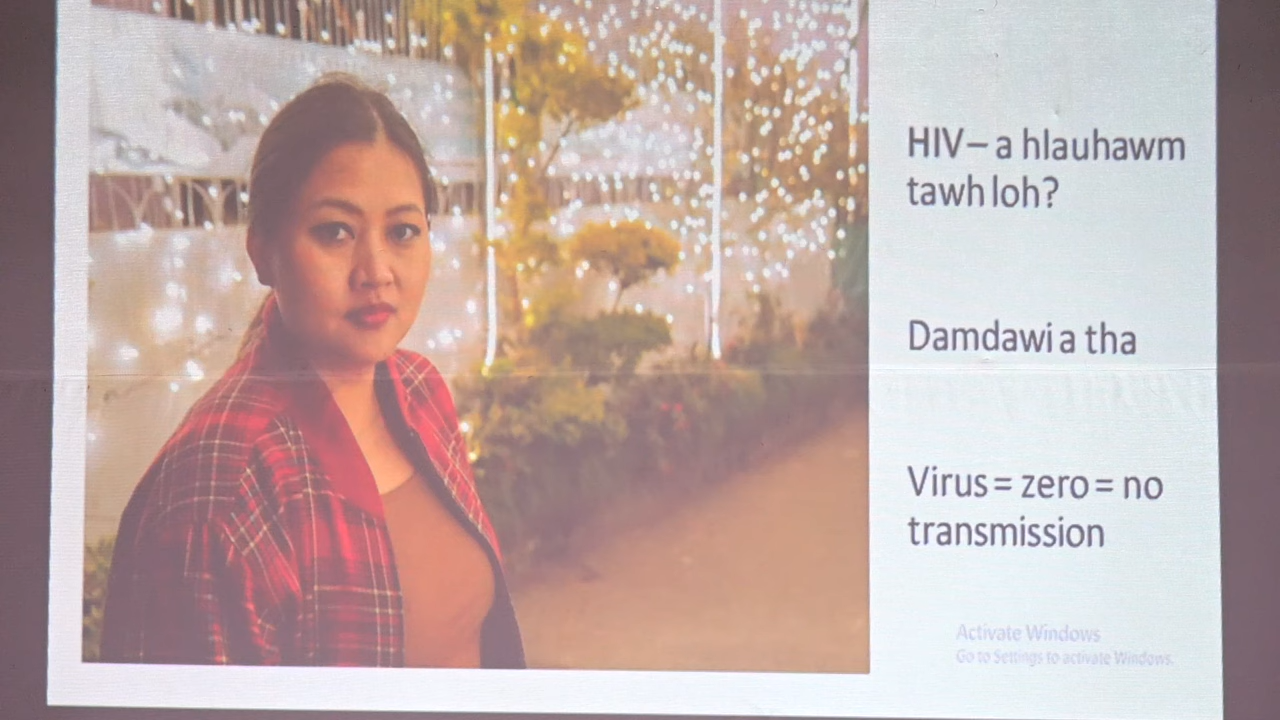 HIV – a hlauhawm
tawh loh?
Damdawi a tha
Virus = zero = no
transmission
Activate Windows
Go to Settings to activate Windows.